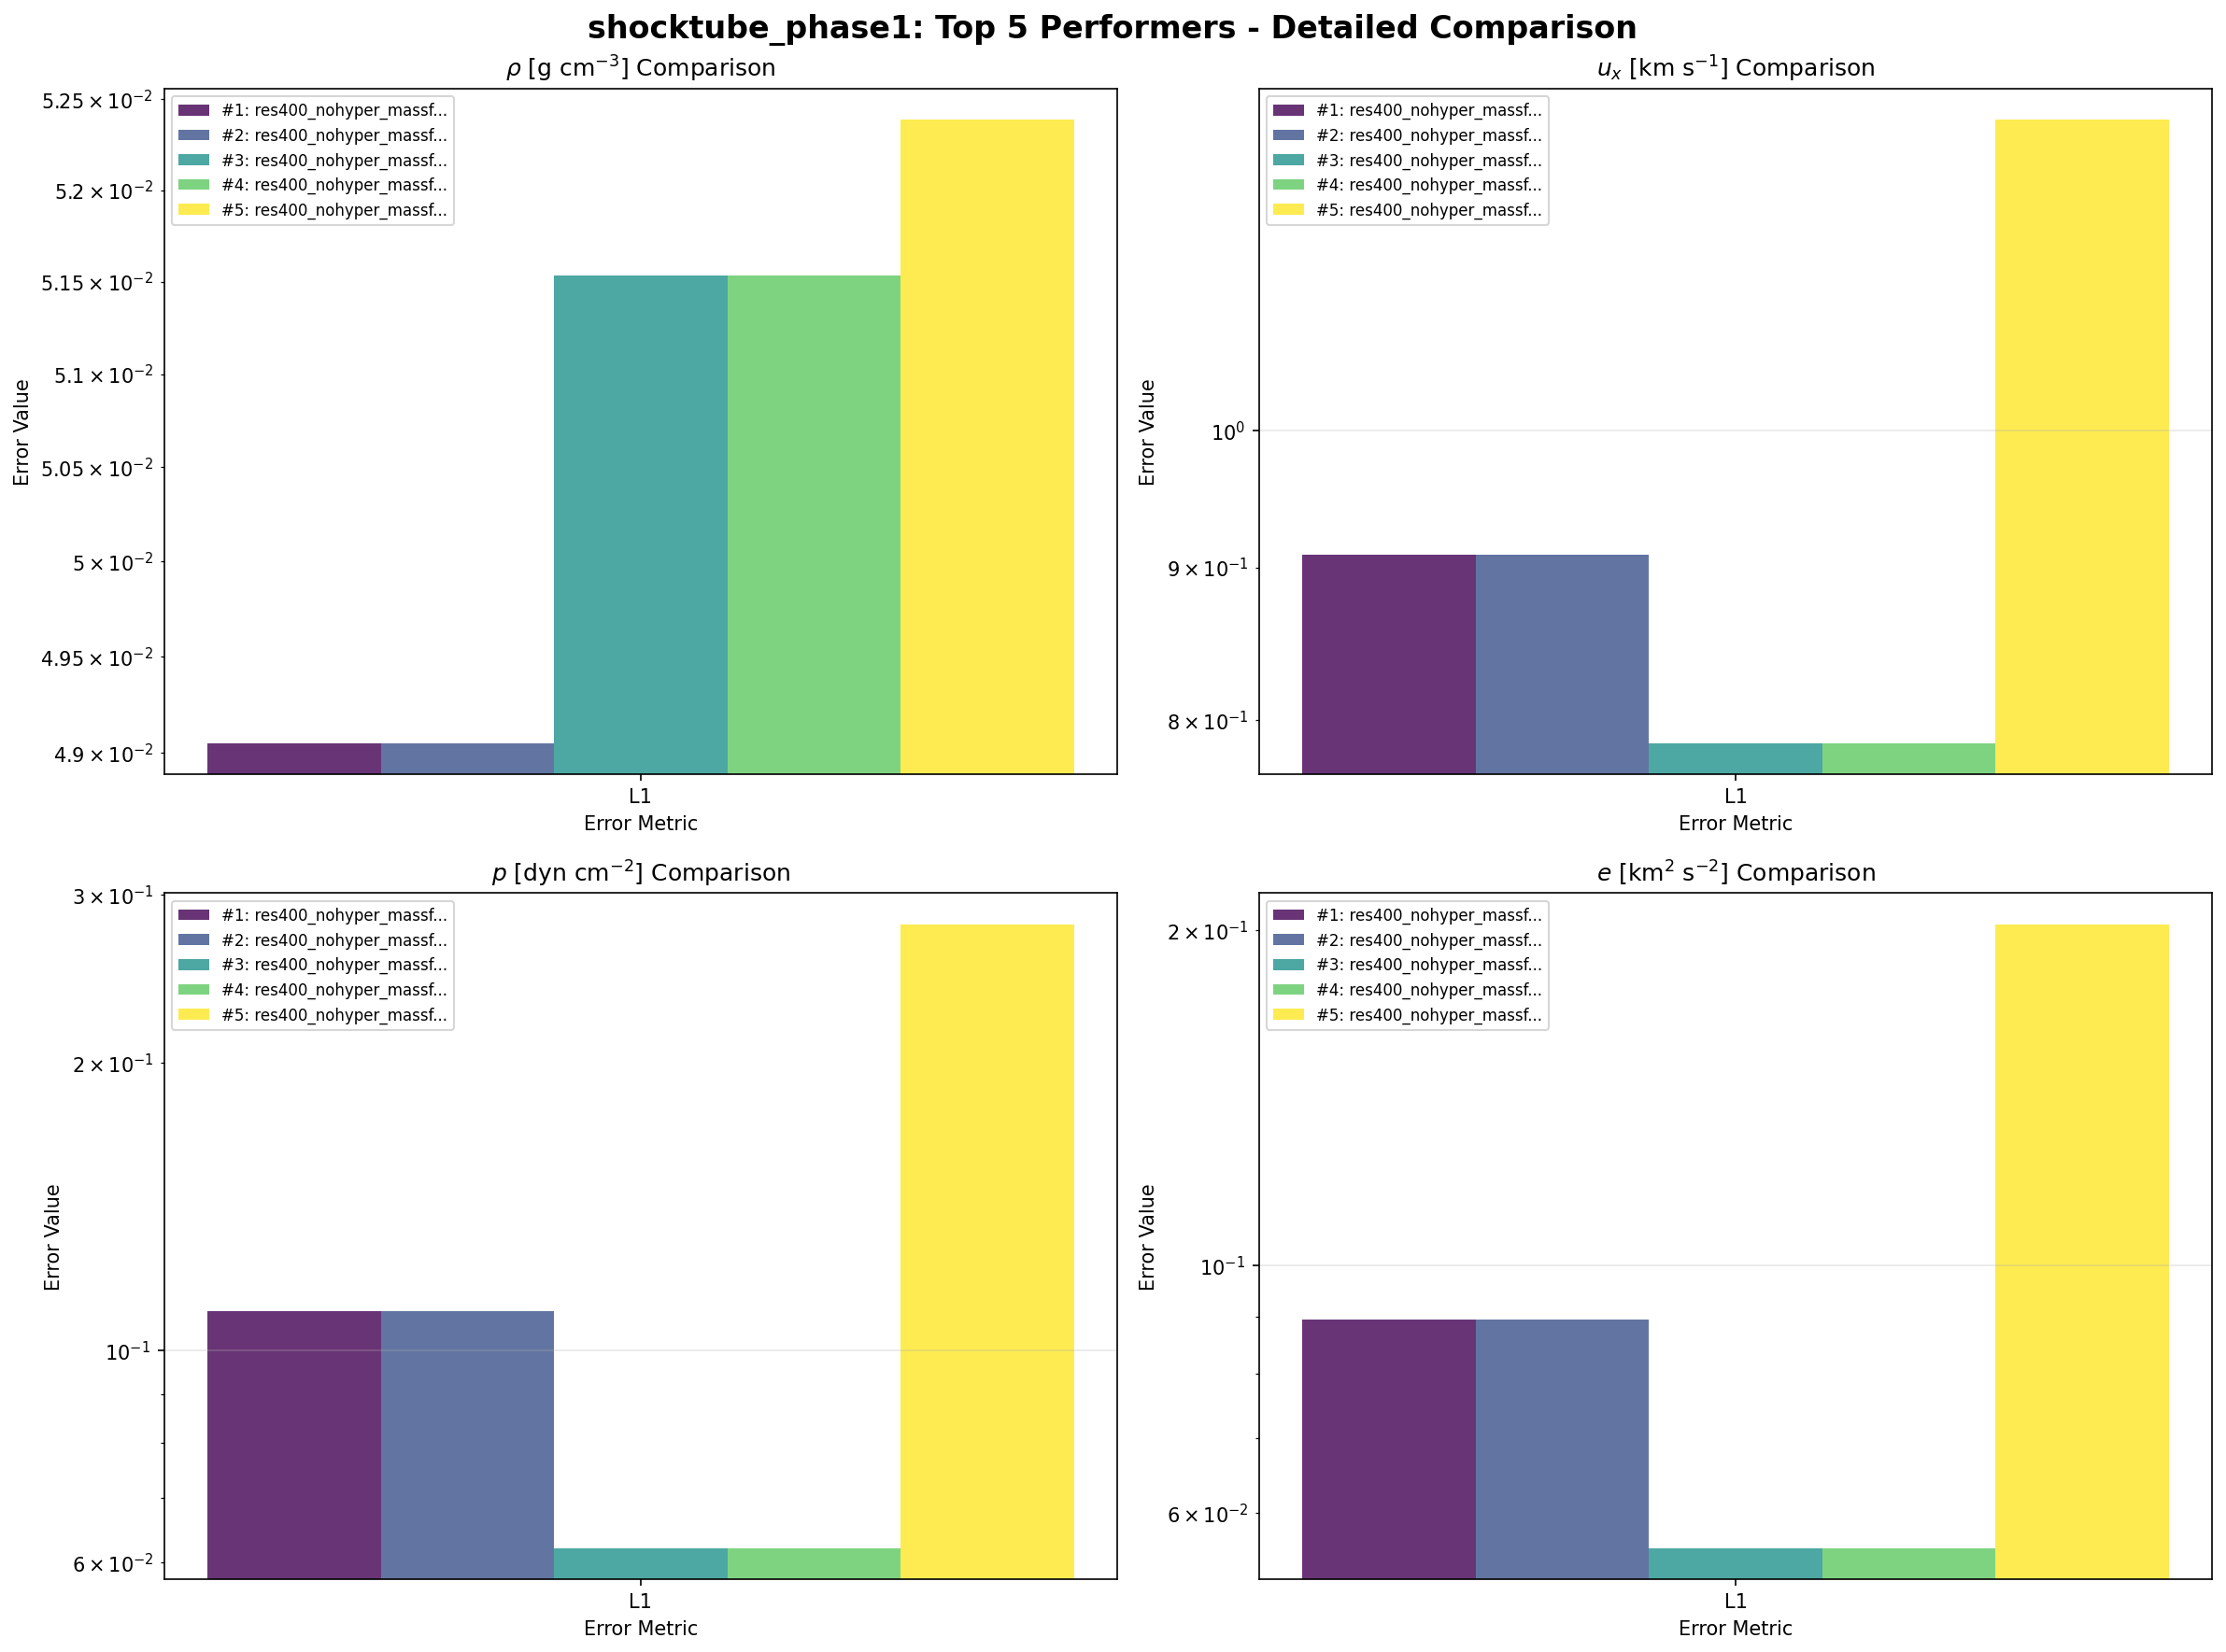 shocktube_phase1: Top 5 Performers - Detailed Comparison
ρ [g cm⁻³] Comparison
5.25 × 10⁻²
5.2 × 10⁻²
5.15 × 10⁻²
5.1 × 10⁻²
5.05 × 10⁻²
5 × 10⁻²
4.95 × 10⁻²
4.9 × 10⁻²
Error Value
#1: res400_nohyper_massf...
#2: res400_nohyper_massf...
#3: res400_nohyper_massf...
#4: res400_nohyper_massf...
#5: res400_nohyper_massf...
L1
Error Metric
uₓ [km s⁻¹] Comparison
10⁰
9 × 10⁻¹
8 × 10⁻¹
Error Value
#1: res400_nohyper_massf...
#2: res400_nohyper_massf...
#3: res400_nohyper_massf...
#4: res400_nohyper_massf...
#5: res400_nohyper_massf...
L1
Error Metric
p [dyn cm⁻²] Comparison
3 × 10⁻¹
2 × 10⁻¹
10⁻¹
6 × 10⁻²
Error Value
#1: res400_nohyper_massf...
#2: res400_nohyper_massf...
#3: res400_nohyper_massf...
#4: res400_nohyper_massf...
#5: res400_nohyper_massf...
L1
Error Metric
e [km² s⁻²] Comparison
2 × 10⁻¹
10⁻¹
6 × 10⁻²
Error Value
#1: res400_nohyper_massf...
#2: res400_nohyper_massf...
#3: res400_nohyper_massf...
#4: res400_nohyper_massf...
#5: res400_nohyper_massf...
L1
Error Metric